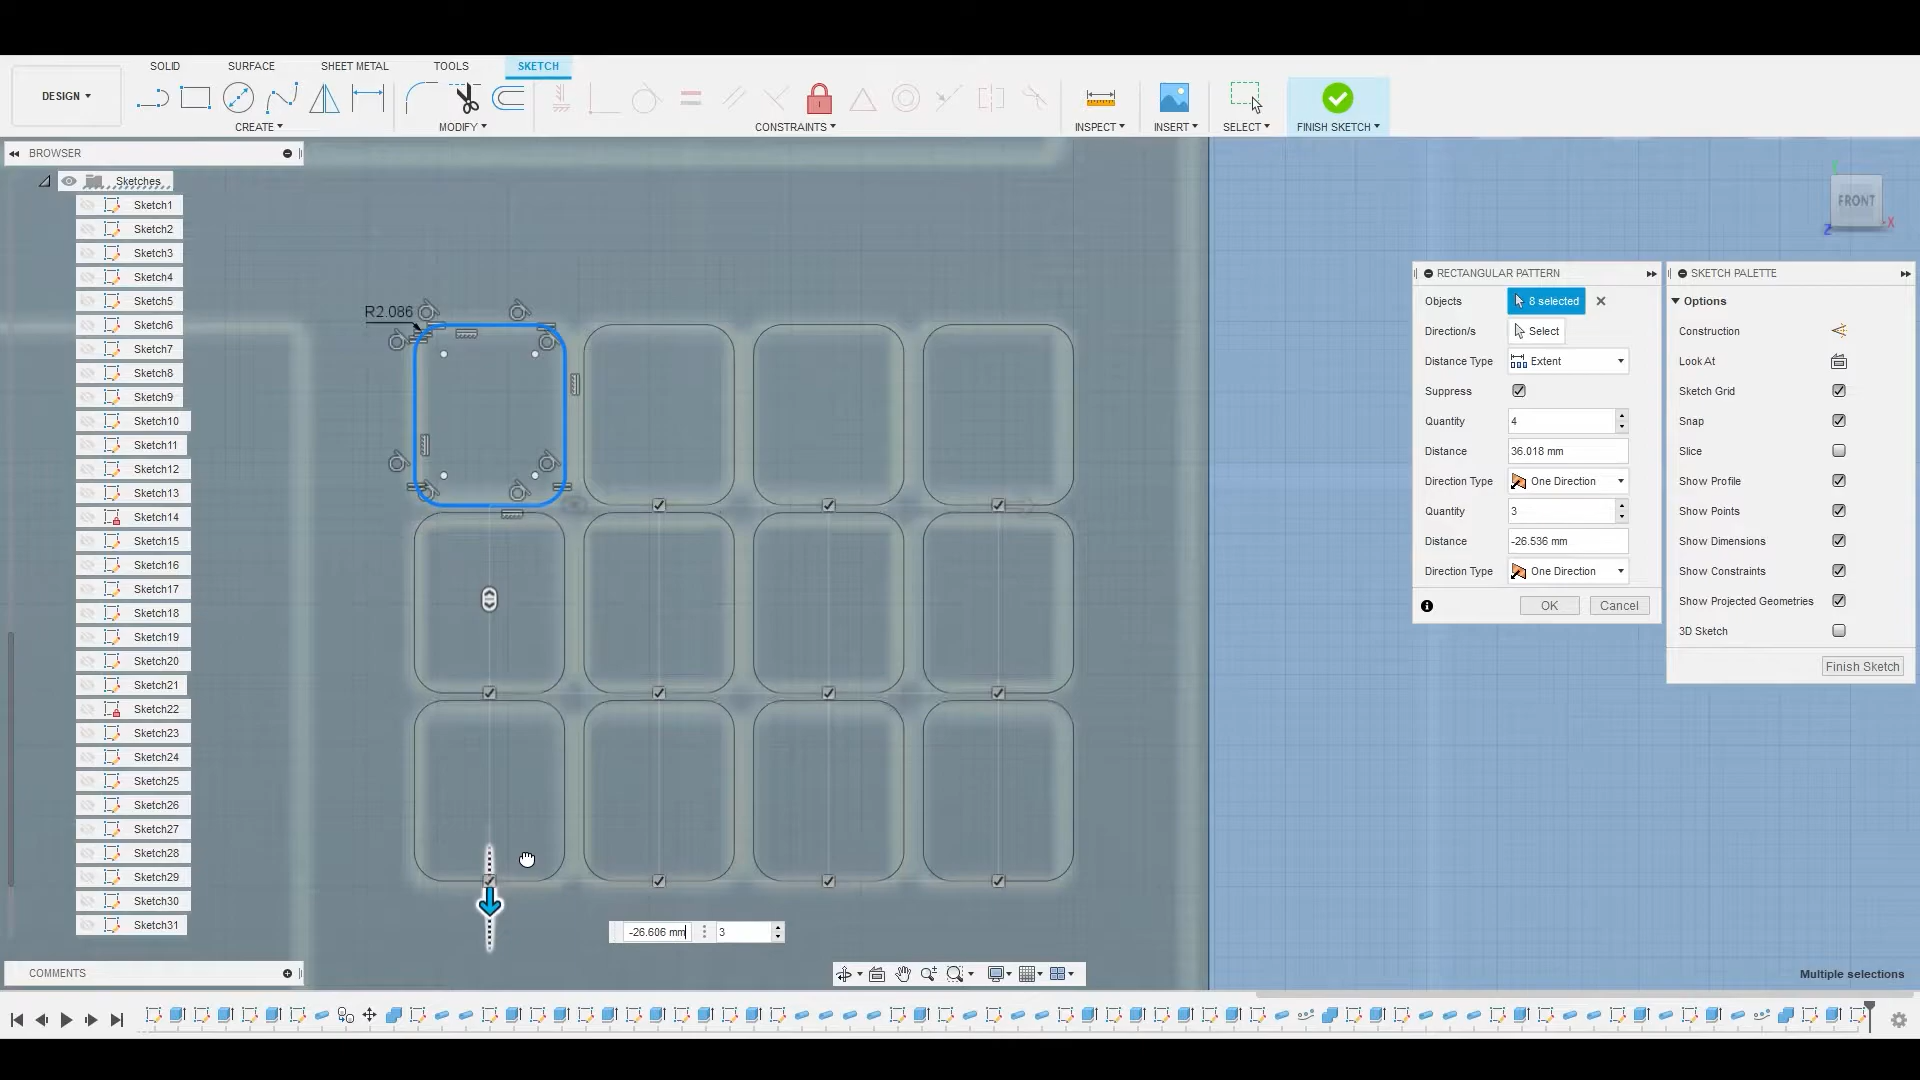 SOLID
SURFACE
SHEET METAL
TOOLS
SKETCH
DESIGN
CREATE
MODIFY
CONSTRAINTS
INSPECT
INSERT
SELECT
FINISH SKETCH
BROWSER
Sketches
Sketch1
Sketch2
Sketch3
Sketch4
Sketch5
Sketch6
Sketch7
Sketch8
Sketch9
Sketch10
Sketch11
Sketch12
Sketch13
Sketch14
Sketch15
Sketch16
Sketch17
Sketch18
Sketch19
Sketch20
Sketch21
Sketch22
Sketch23
Sketch24
Sketch25
Sketch26
Sketch27
Sketch28
Sketch29
Sketch30
Sketch31
COMMENTS
R2.086
-26.606 mm
3
FRONT
X
Z
RECTANGULAR PATTERN
Objects 8 selected
Direction/s Select
Distance Type Extent
Suppress
Quantity 4
Distance 36.018 mm
Direction Type One Direction
Quantity 3
Distance -26.536 mm
Direction Type One Direction
OK Cancel
SKETCH PALETTE
Options
Construction
Look At
Sketch Grid
Snap
Slice
Show Profile
Show Points
Show Dimensions
Show Constraints
Show Projected Geometries
3D Sketch
Finish Sketch
Multiple selections